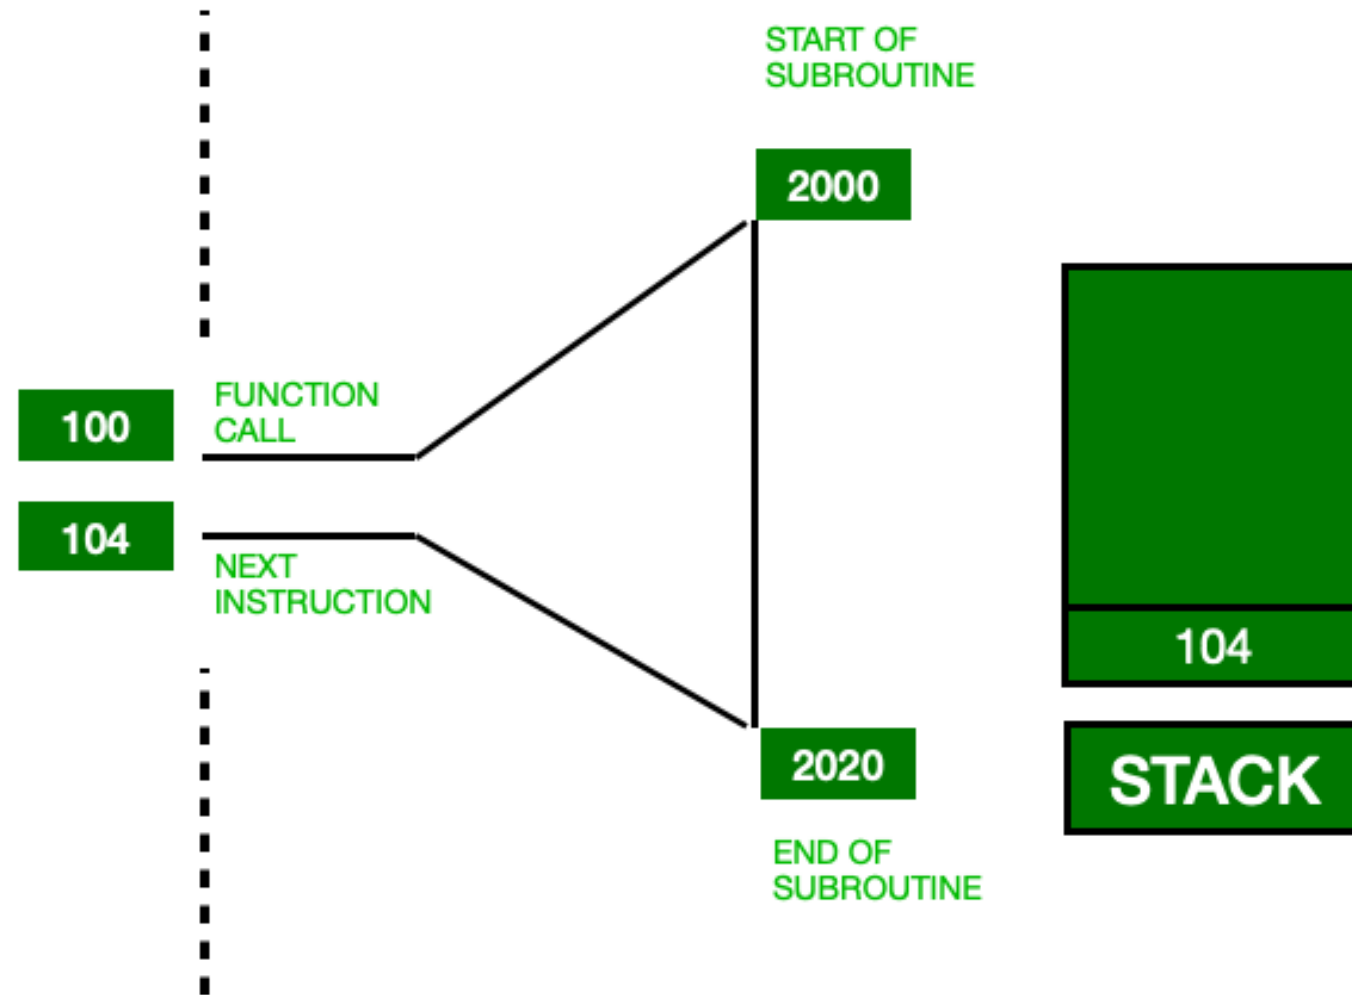 START OF
SUBROUTINE
2000
100
FUNCTION
CALL
104
NEXT
INSTRUCTION
104
2020
STACK
END OF
SUBROUTINE